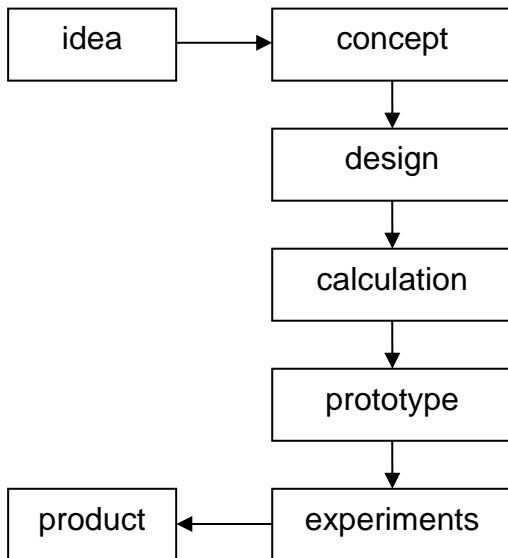 idea
concept
design
calculation
prototype
experiments
product